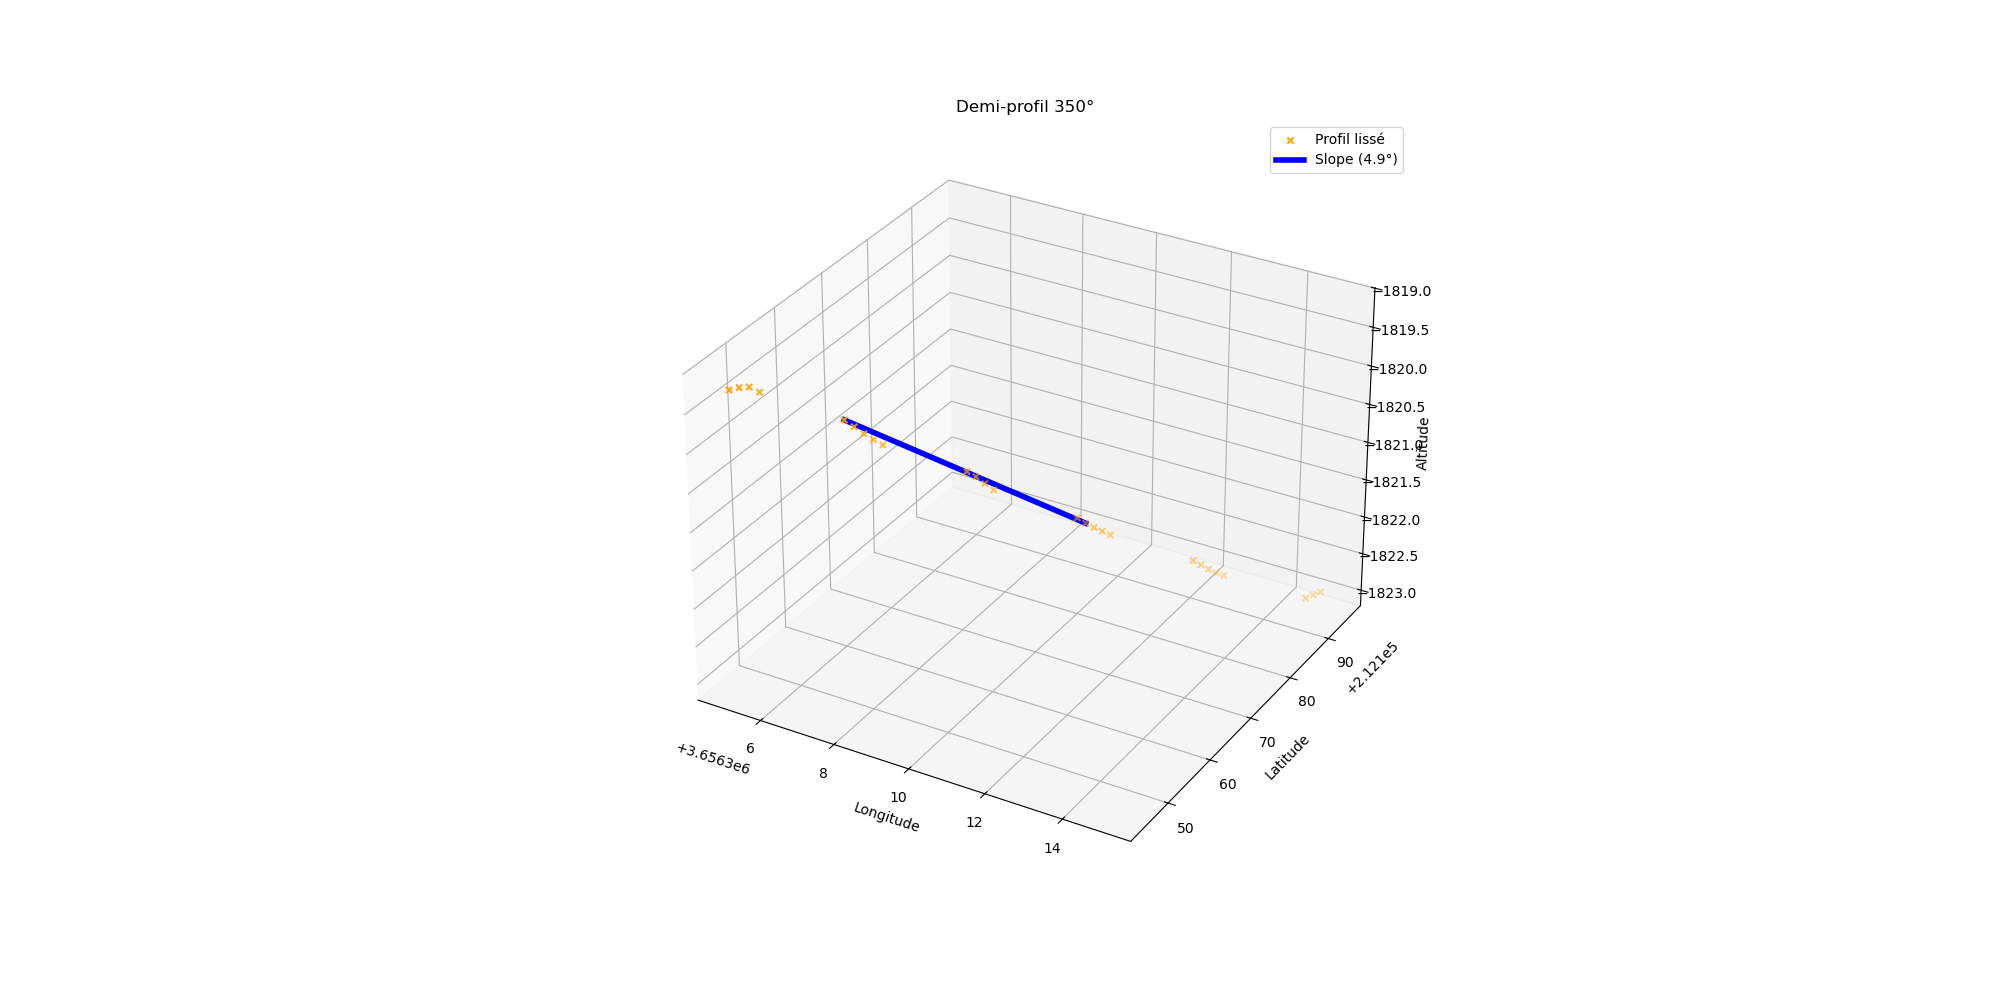 Demi-profil 350°
Profil lissé
Slope (4.9°)
−1819.0
−1819.5
−1820.0
−1820.5
−1821.0
−1821.5
−1822.0
−1822.5
−1823.0
Altitude
90
80
70
60
50
+2.121e5
Latitude
6
8
10
12
14
+3.6563e6
Longitude